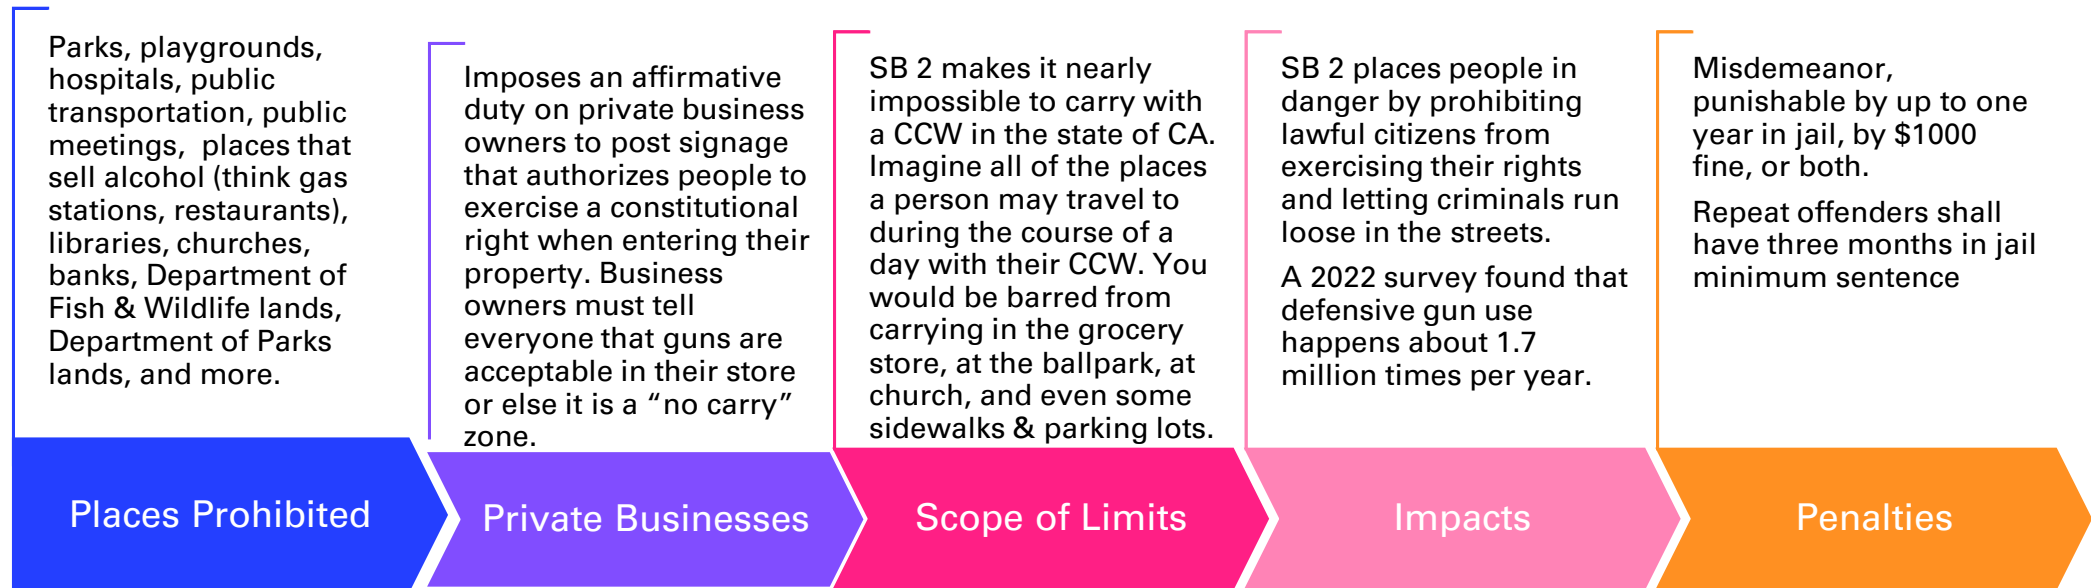 Parks, playgrounds,
hospitals, public
transportation, public
meetings,  places that
sell alcohol (think gas
stations, restaurants),
libraries, churches,
banks, Department of
Fish & Wildlife lands,
Department of Parks
lands, and more.
Places Prohibited
Imposes an affirmative
duty on private business
owners to post signage
that authorizes people to
exercise a constitutional
right when entering their
property. Business
owners must tell
everyone that guns are
acceptable in their store
or else it is a “no carry”
zone.
Private Businesses
SB 2 makes it nearly
impossible to carry with
a CCW in the state of CA.
Imagine all of the places
a person may travel to
during the course of a
day with their CCW. You
would be barred from
carrying in the grocery
store, at the ballpark, at
church, and even some
sidewalks & parking lots.
Scope of Limits
SB 2 places people in
danger by prohibiting
lawful citizens from
exercising their rights
and letting criminals run
loose in the streets.
A 2022 survey found that
defensive gun use
happens about 1.7
million times per year.
Impacts
Misdemeanor,
punishable by up to one
year in jail, by $1000
fine, or both.
Repeat offenders shall
have three months in jail
minimum sentence
Penalties